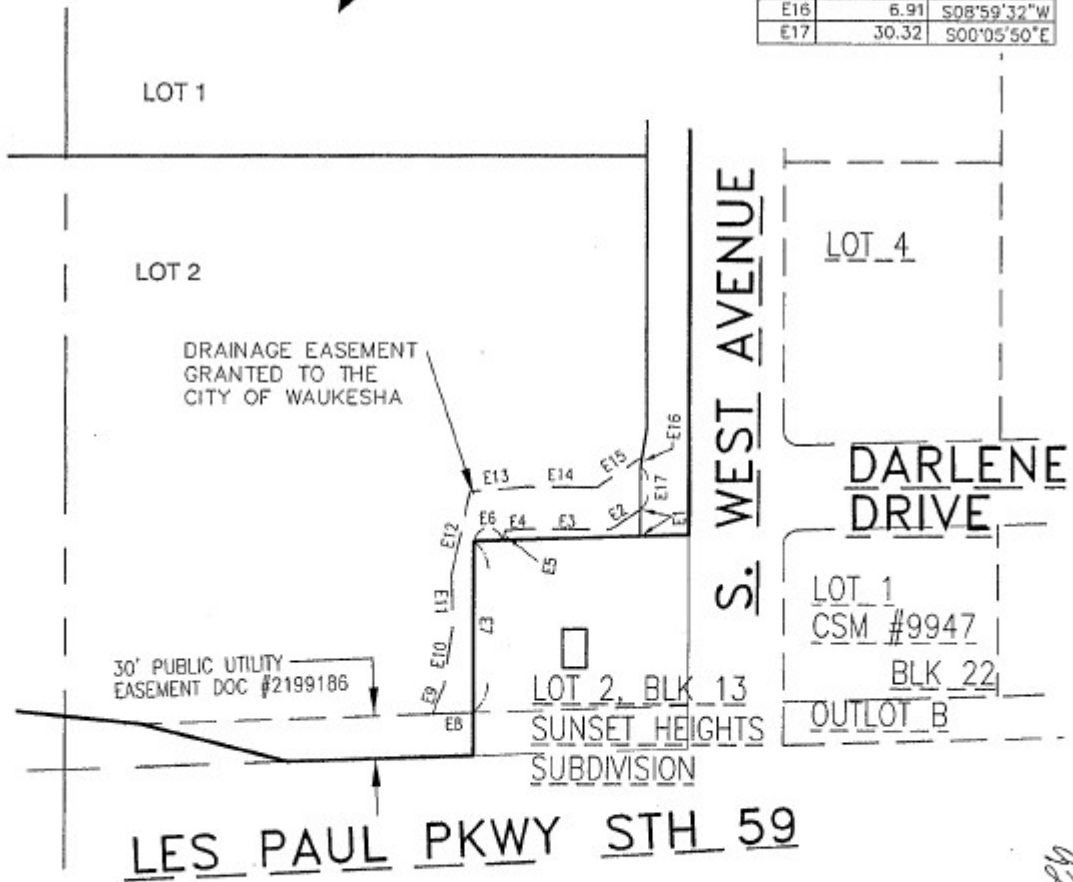 E16 6.91 S08°59'32"W
E17 30.32 S00°05'50"E
LOT 1
LOT 2
LOT 4
S. WEST AVENUE
DRAINAGE EASEMENT
GRANTED TO THE
CITY OF WAUKESHA
E16
E15
E13
E14
E17
DARLENE
DRIVE
E1
E2
E6
E4
E3
E12
E5
E11
E7
LOT 1
CSM #9947
BLK 22
E10
30' PUBLIC UTILITY
EASEMENT DOC #2199186
E9
LOT 2, BLK 13
SUNSET HEIGHTS
SUBDIVISION
OUTLOT B
E8
LES PAUL PKWY STH 59